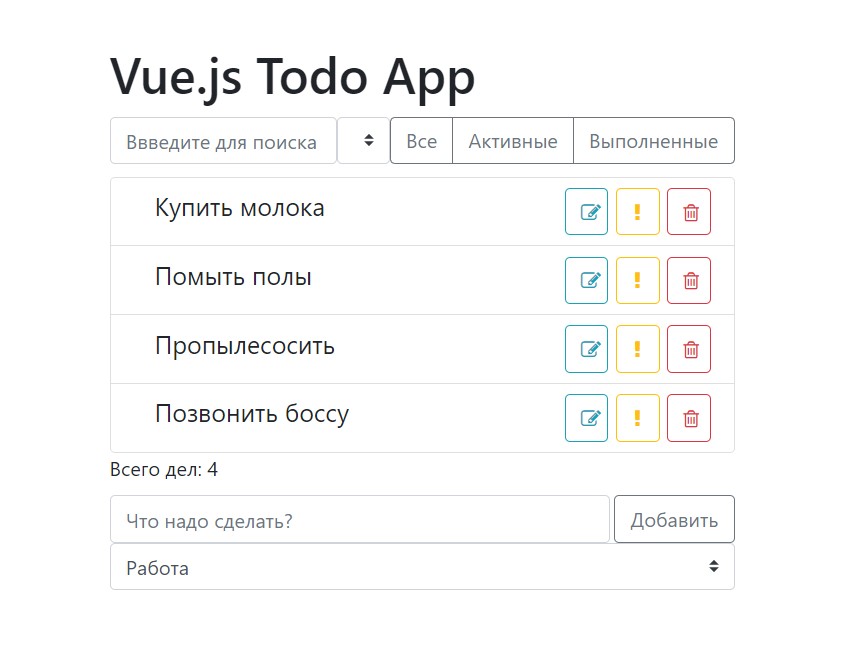 Vue.js Todo App
Ввведите для поиска Все Активные Выполненные
Купить молока
Помыть полы
Пропылесосить
Позвонить боссу
Всего дел: 4
Что надо сделать? Добавить
Работа